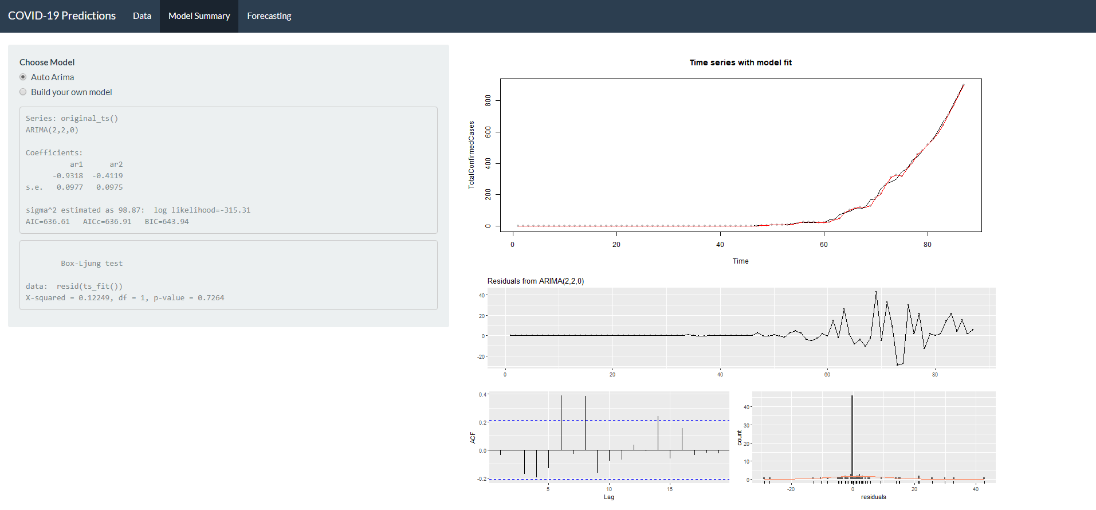 COVID-19 Predictions Data Model Summary Forecasting
Choose Model
Auto Arima
Build your own model
Series: original_ts()
ARIMA(2,2,0)
Coefficients:
ar1 ar2
-0.9318 -0.4119
s.e. 0.0977 0.0975
sigma^2 estimated as 98.87: log likelihood=-315.31
AIC=636.61 AICc=636.91 BIC=643.94
Box-Ljung test
data: resid(ts_fit())
X-squared = 0.12249, df = 1, p-value = 0.7264
Time series with model fit
TotalConfirmedCases
800
600
400
200
0
0 20 40 60 80
Time
Residuals from ARIMA(2,2,0)
40
20
0
-20
0 20 40 60 80
ACF
0.4
0.2
0.0
-0.2
5 10 15
Lag
count
40
30
20
10
0
-20 0 20 40
residuals